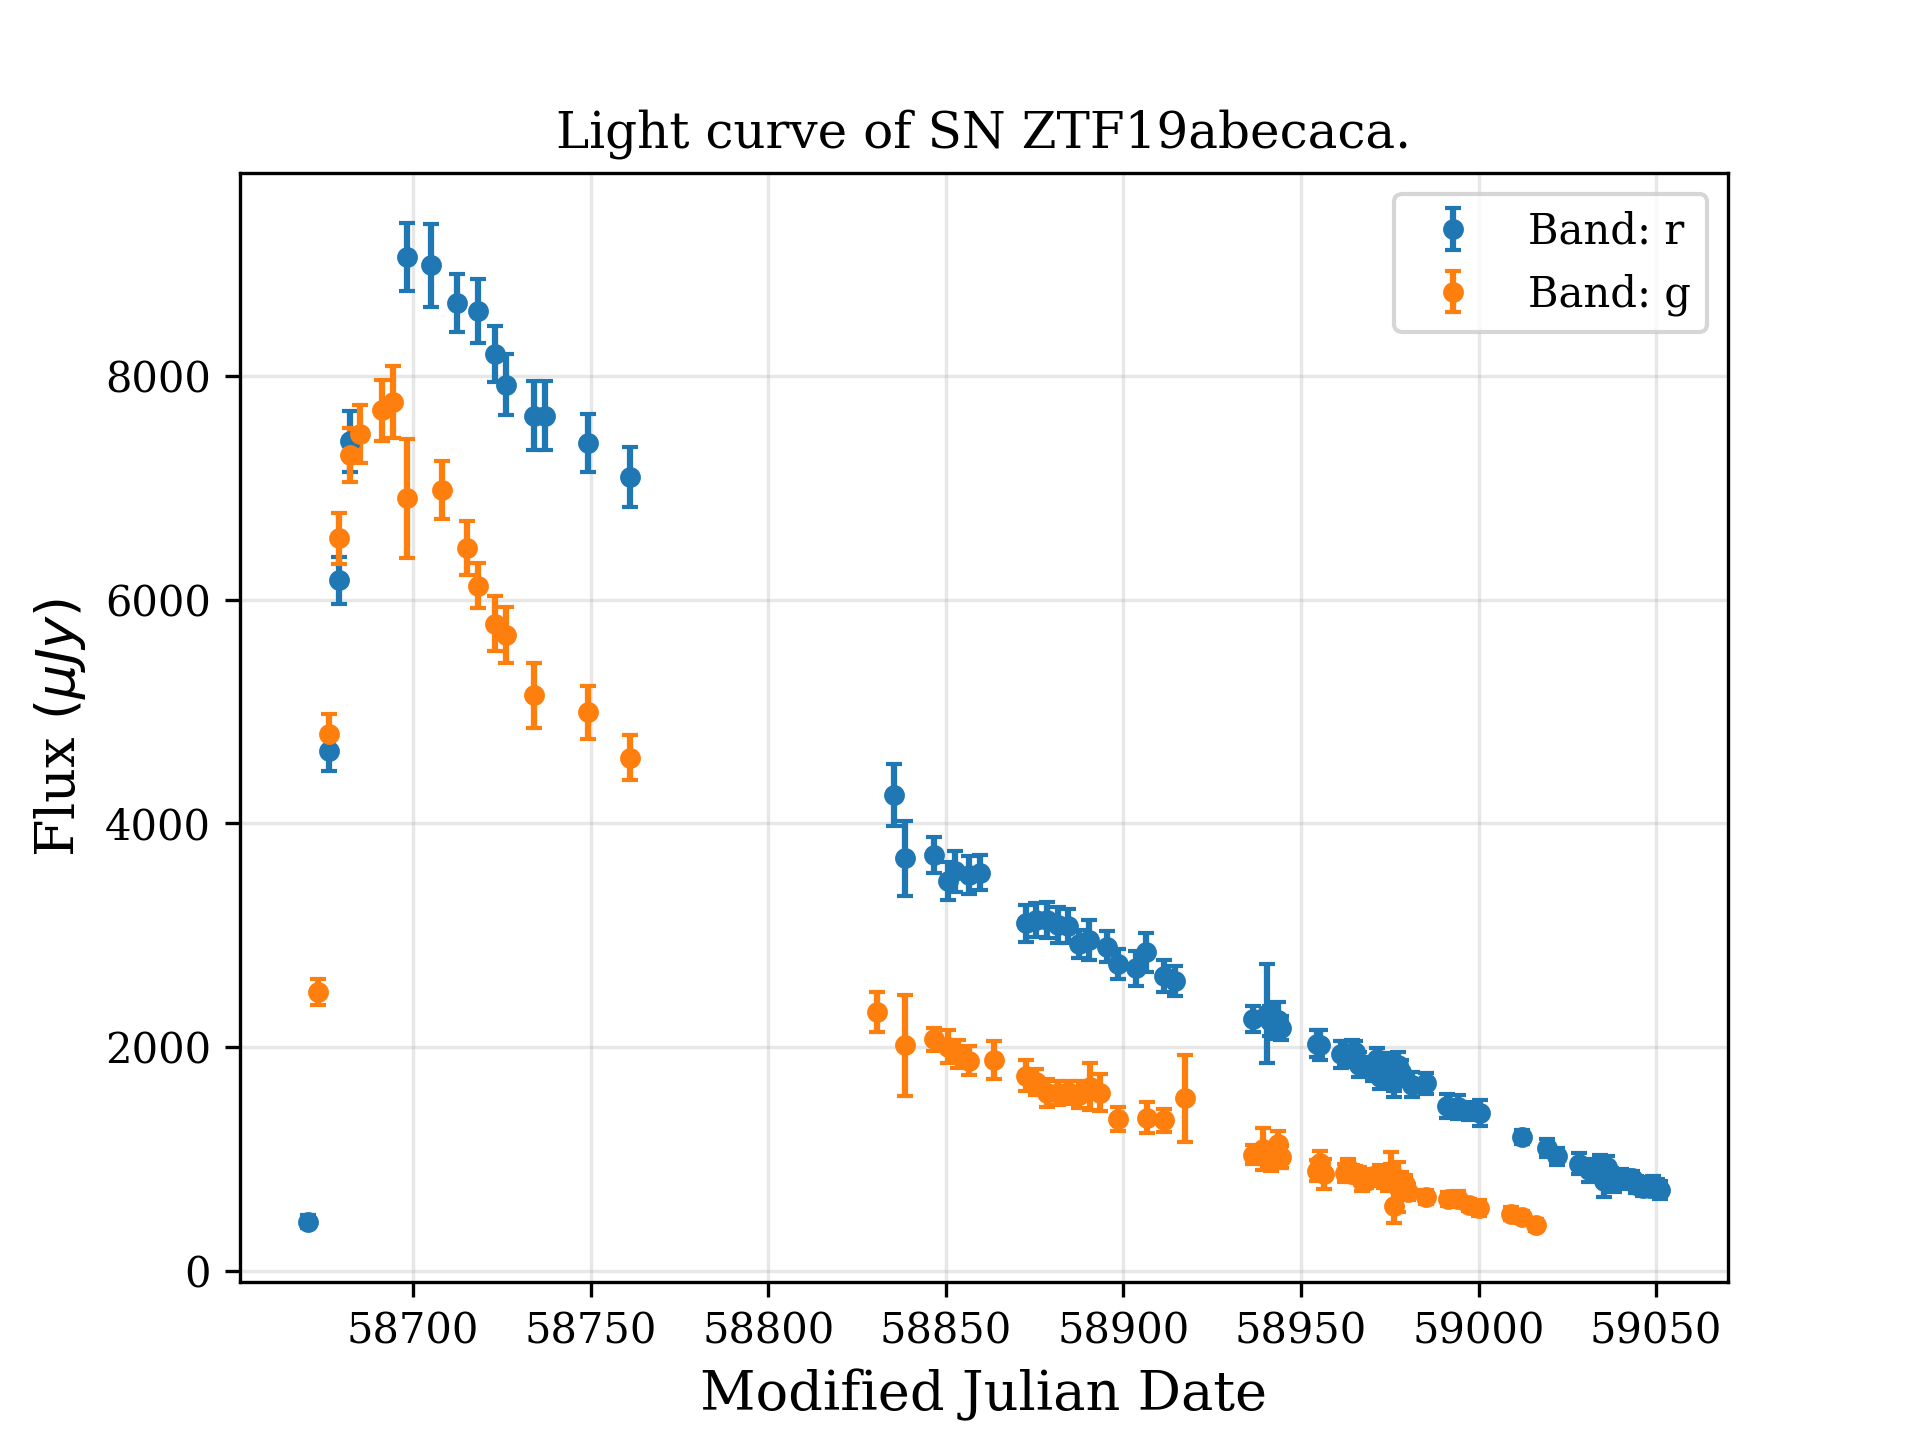 Light curve of SN ZTF19abecaca.
Band: r
Band: g
Flux (μJy)
8000
6000
4000
2000
0
58700 58750 58800 58850 58900 58950 59000 59050
Modified Julian Date